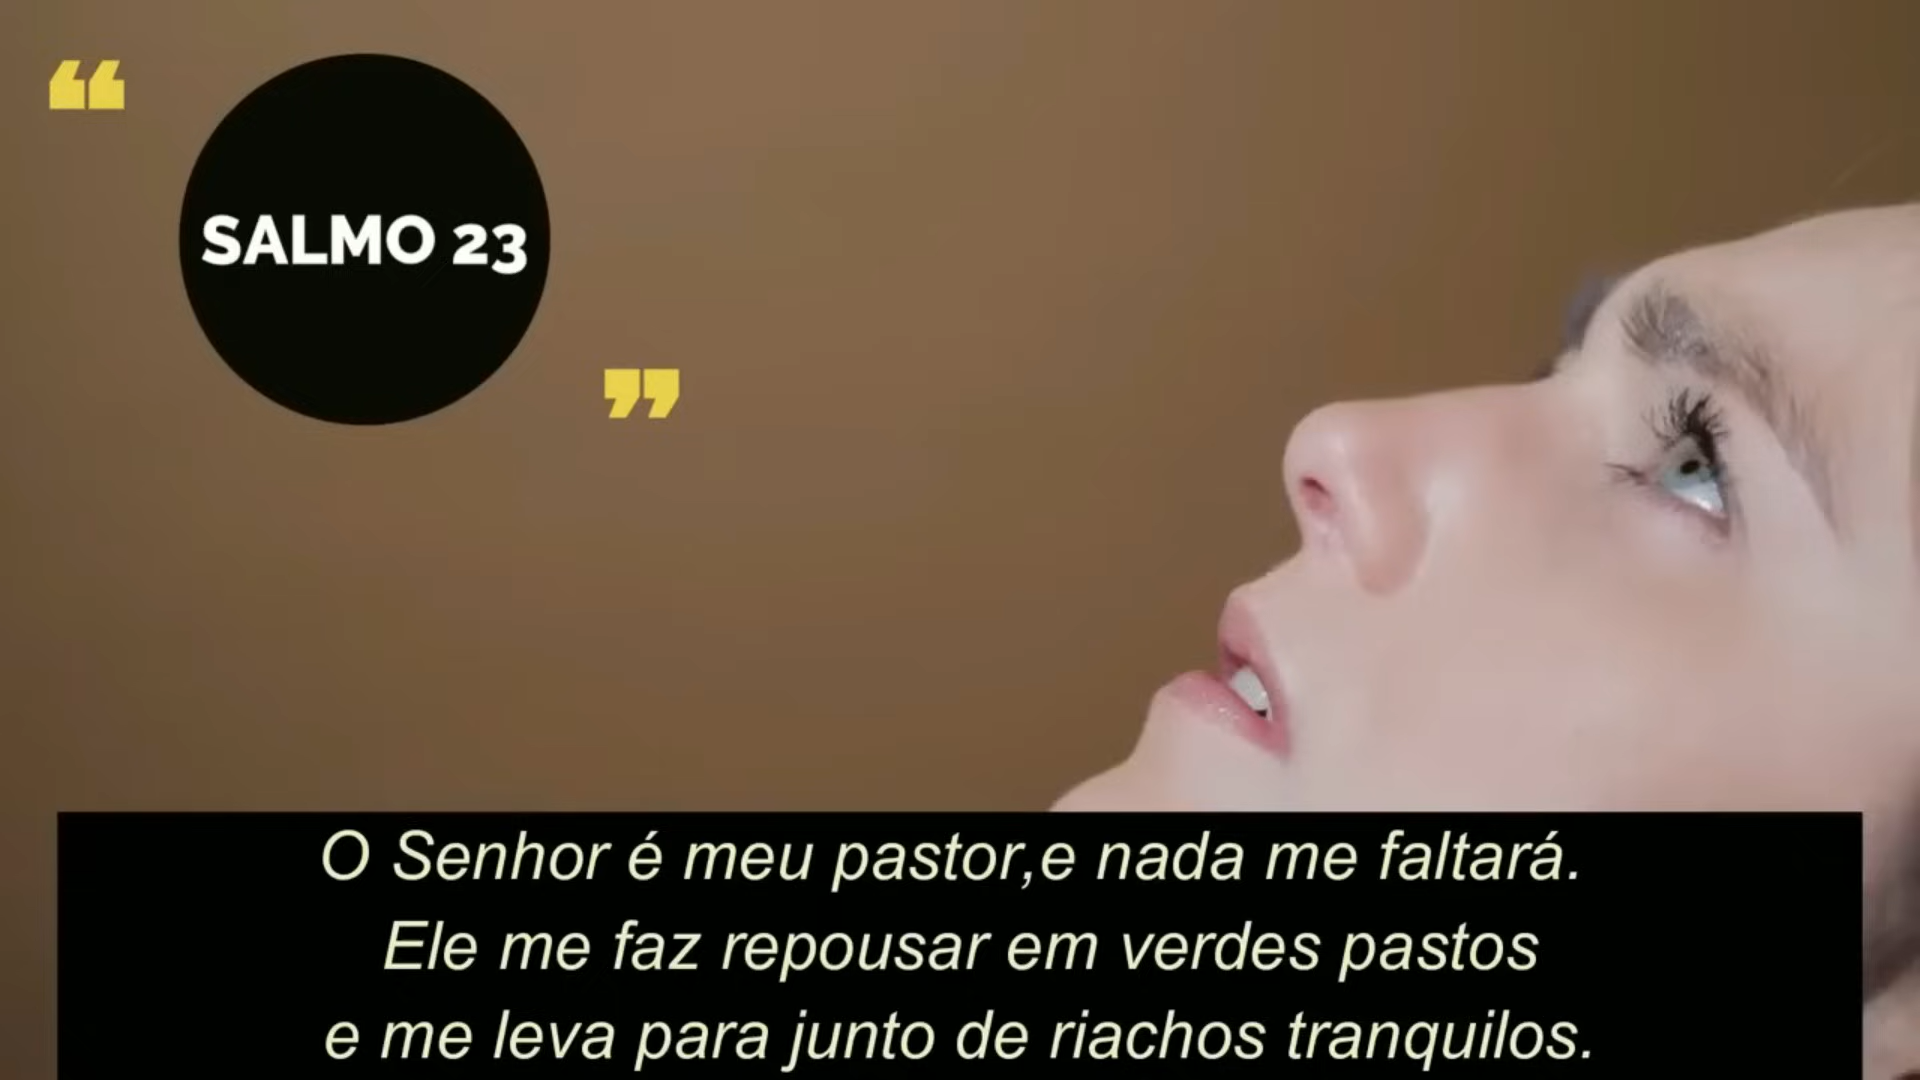 SALMO 23
O Senhor é meu pastor,e nada me faltará.
Ele me faz repousar em verdes pastos
e me leva para junto de riachos tranquilos.